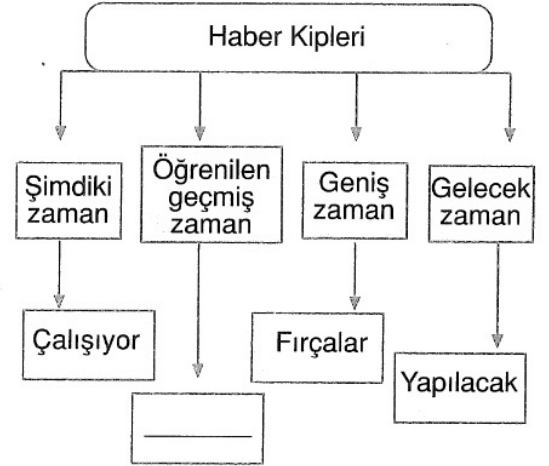 Haber Kipleri
Şimdiki
zaman
Öğrenilen
geçmiş
zaman
Geniş
zaman
Gelecek
zaman
Çalışıyor
Fırçalar
Yapılacak